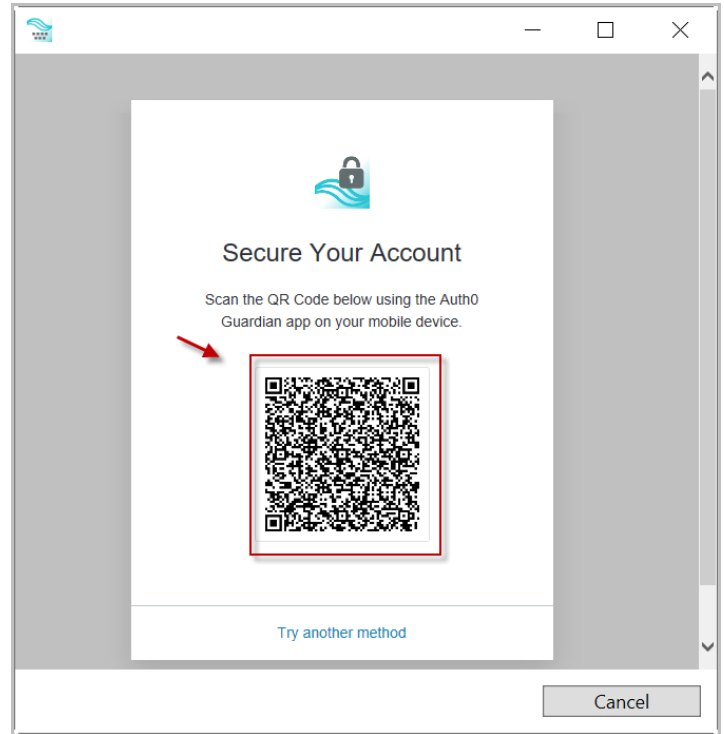 Secure Your Account
Scan the QR Code below using the Auth0
Guardian app on your mobile device.
Try another method
Cancel